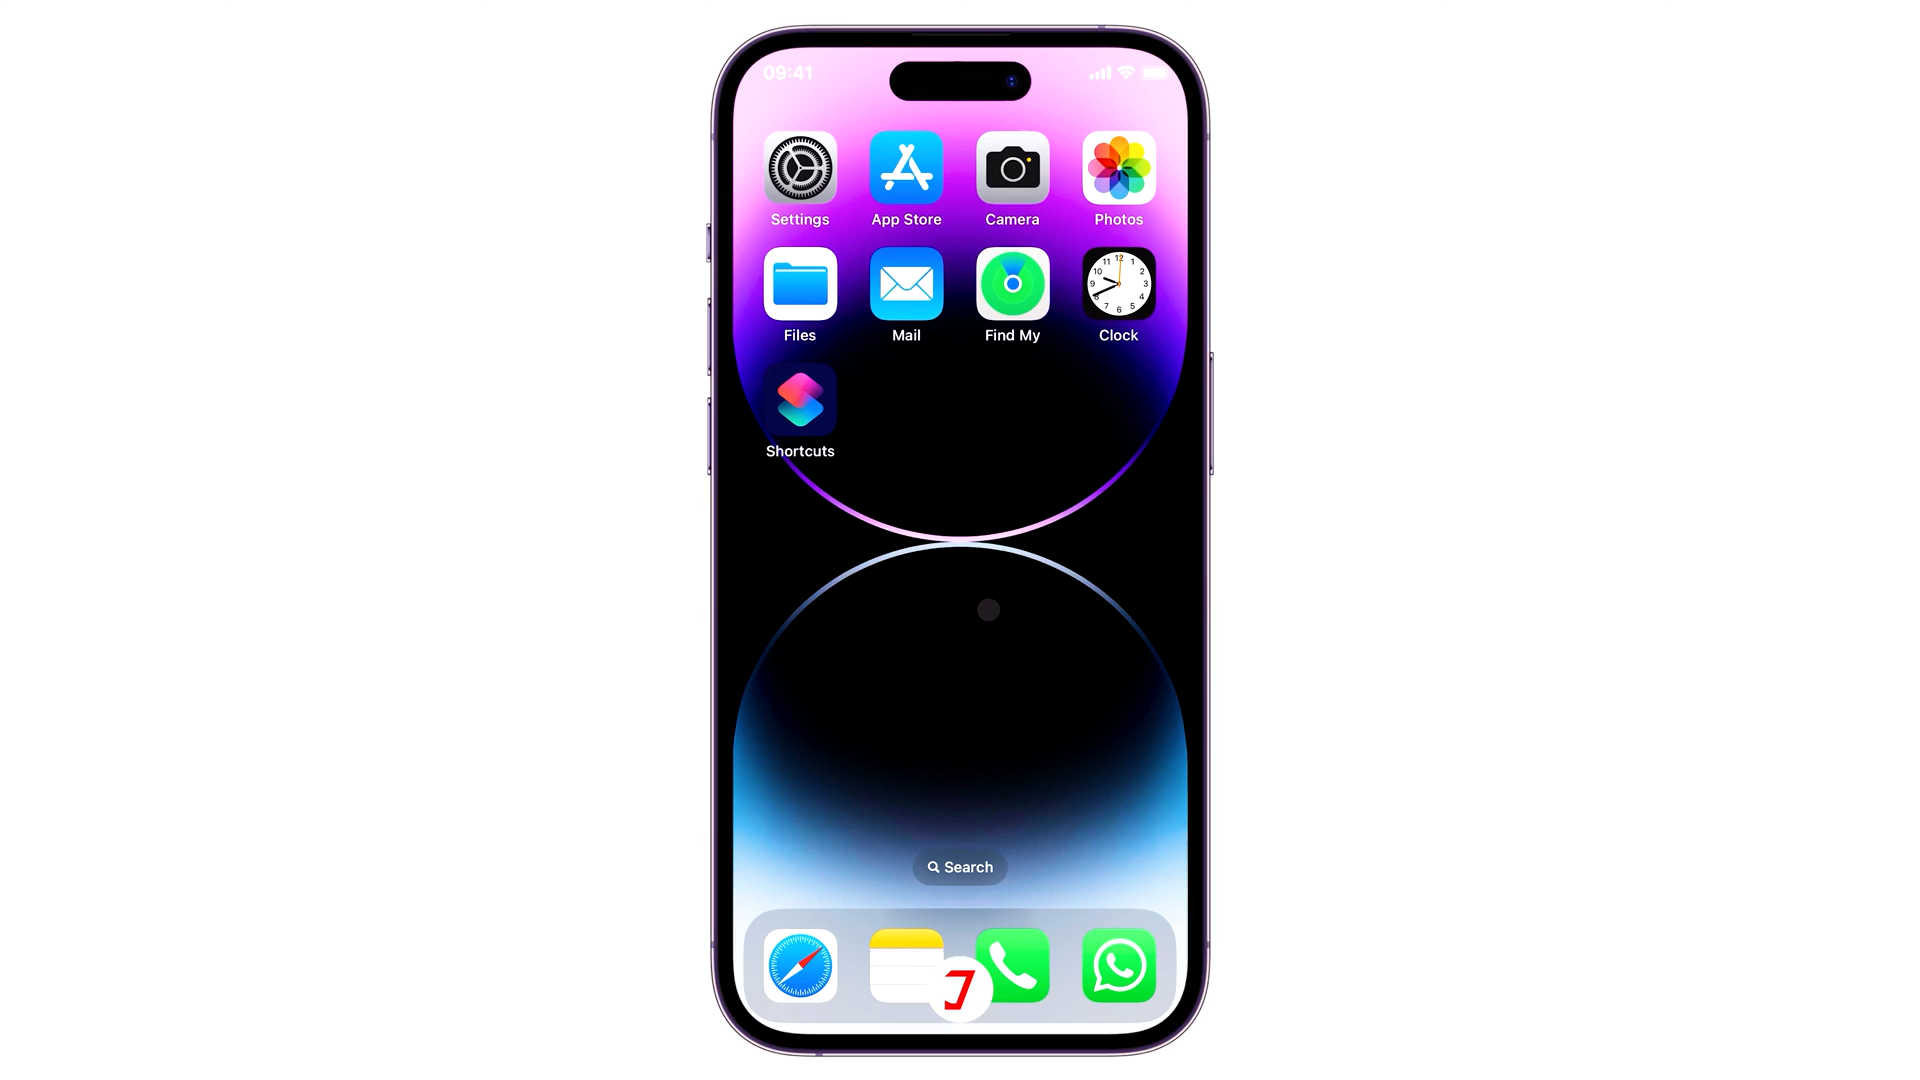 09:41
Settings
App Store
Camera
Photos
Files
Mail
Find My
Clock
Shortcuts
Search